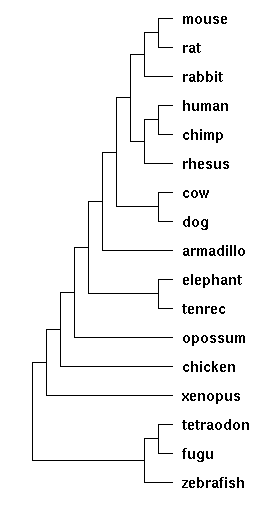 mouse
rat
rabbit
human
chimp
rhesus
cow
dog
armadillo
elephant
tenrec
opossum
chicken
xenopus
tetraodon
fugu
zebrafish